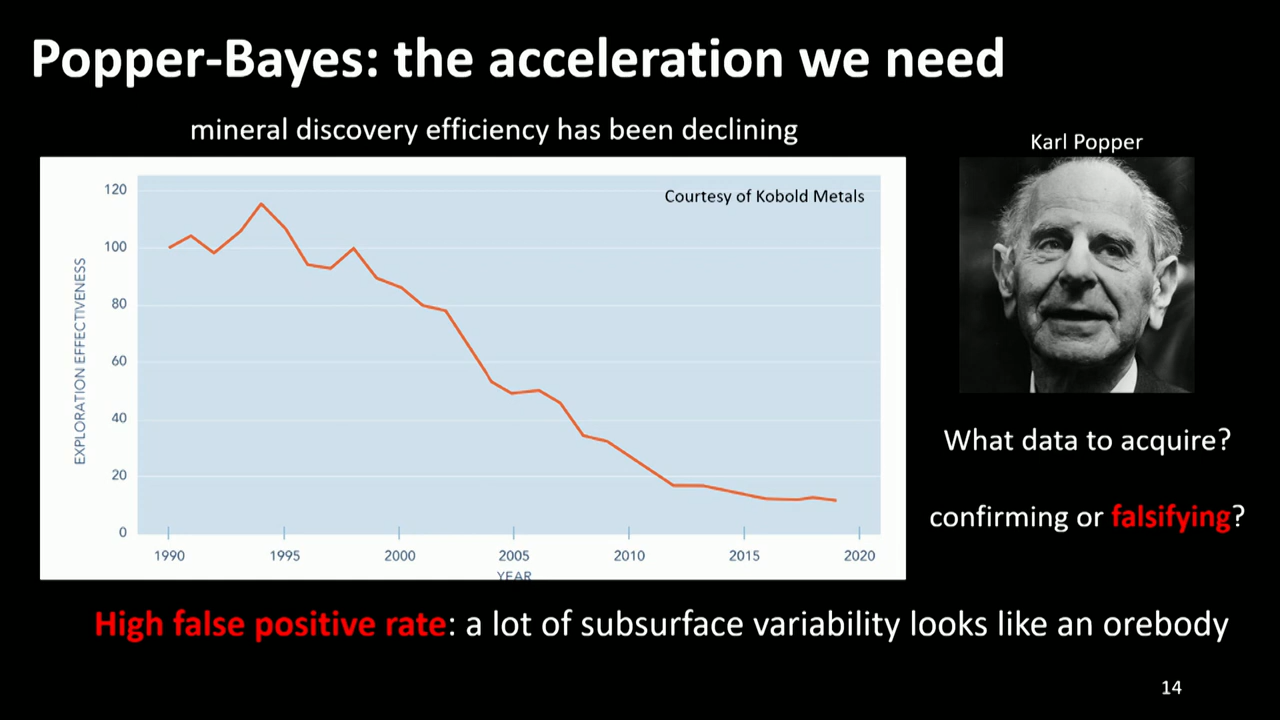 Popper-Bayes: the acceleration we need
mineral discovery efficiency has been declining
Karl Popper
Courtesy of Kobold Metals
EXPLORATION EFFECTIVENESS
120
100
80
60
40
20
0
1990 1995 2000 2005 2010 2015 2020
YEAR
What data to acquire?
confirming or falsifying?
High false positive rate: a lot of subsurface variability looks like an orebody
14